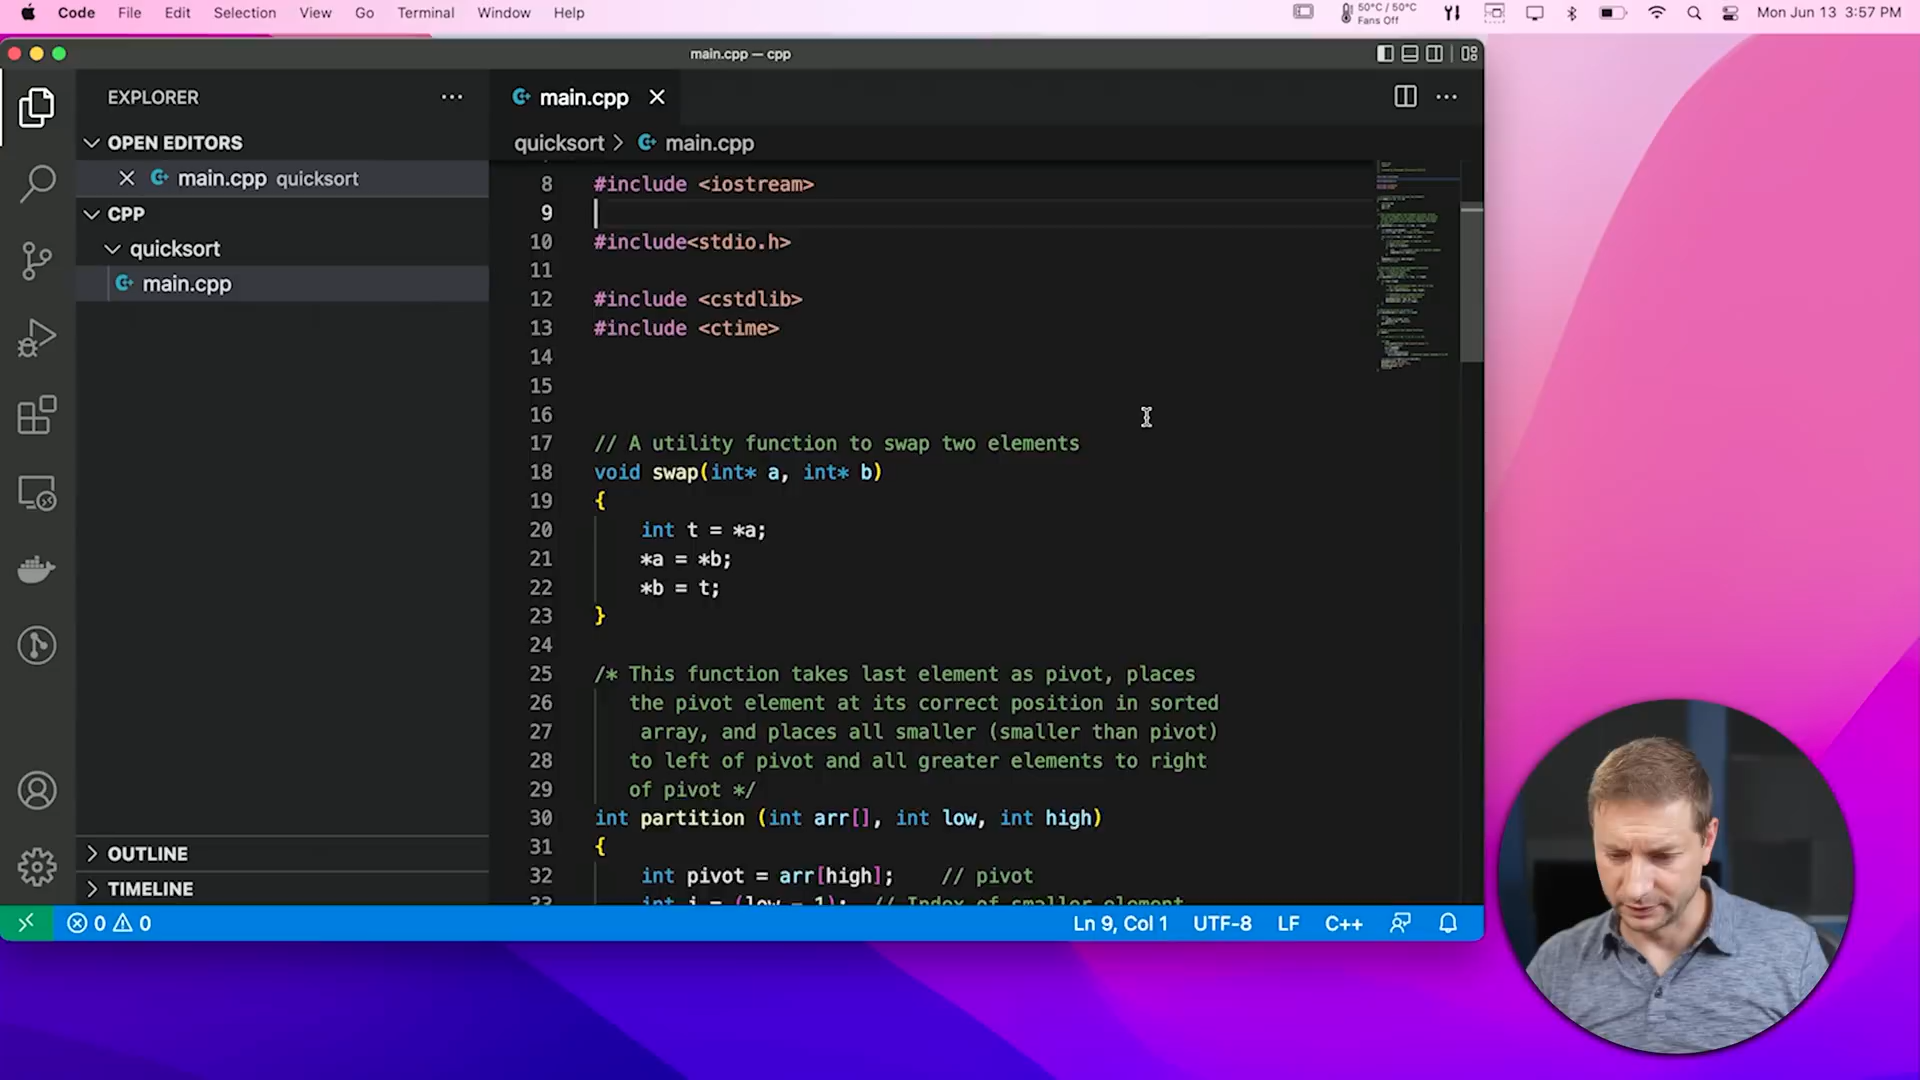 Code File Edit Selection View Go Terminal Window Help
50°C / 50°C
Fans Off
Mon Jun 13 3:57 PM
main.cpp — cpp
EXPLORER
main.cpp
OPEN EDITORS
quicksort > main.cpp
main.cpp quicksort
CPP
quicksort
main.cpp
8 #include <iostream>
9
10 #include<stdio.h>
11
12 #include <cstdlib>
13 #include <ctime>
14
15
16
17 // A utility function to swap two elements
18 void swap(int* a, int* b)
19 {
20 int t = *a;
21 *a = *b;
22 *b = t;
23 }
24
25 /* This function takes last element as pivot, places
26 the pivot element at its correct position in sorted
27 array, and places all smaller (smaller than pivot)
28 to left of pivot and all greater elements to right
29 of pivot */
30 int partition (int arr[], int low, int high)
31 {
32 int pivot = arr[high]; // pivot
33 int i = (low - 1); // Index of smaller element
OUTLINE
TIMELINE
0 0
Ln 9, Col 1 UTF-8 LF C++